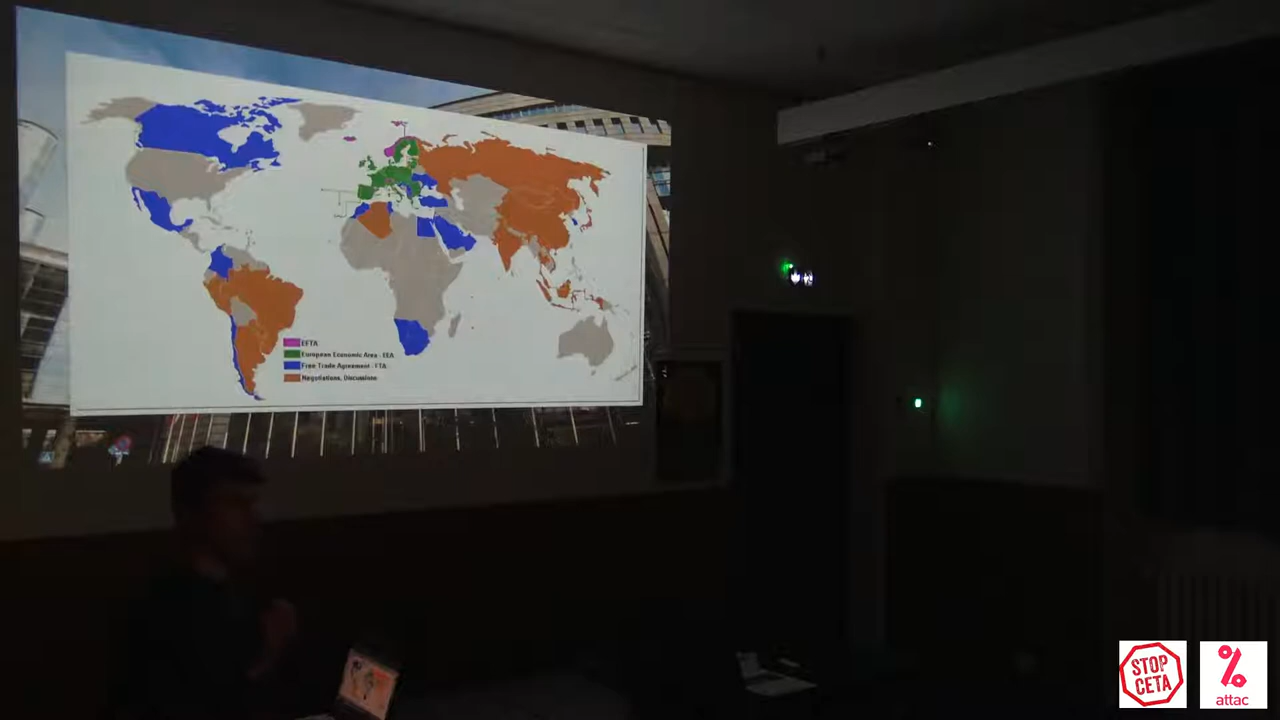 EFTA
European Economic Area - EEA
Free Trade Agreement - FTA
Negotiations, Discussions
STOP
CETA
attac